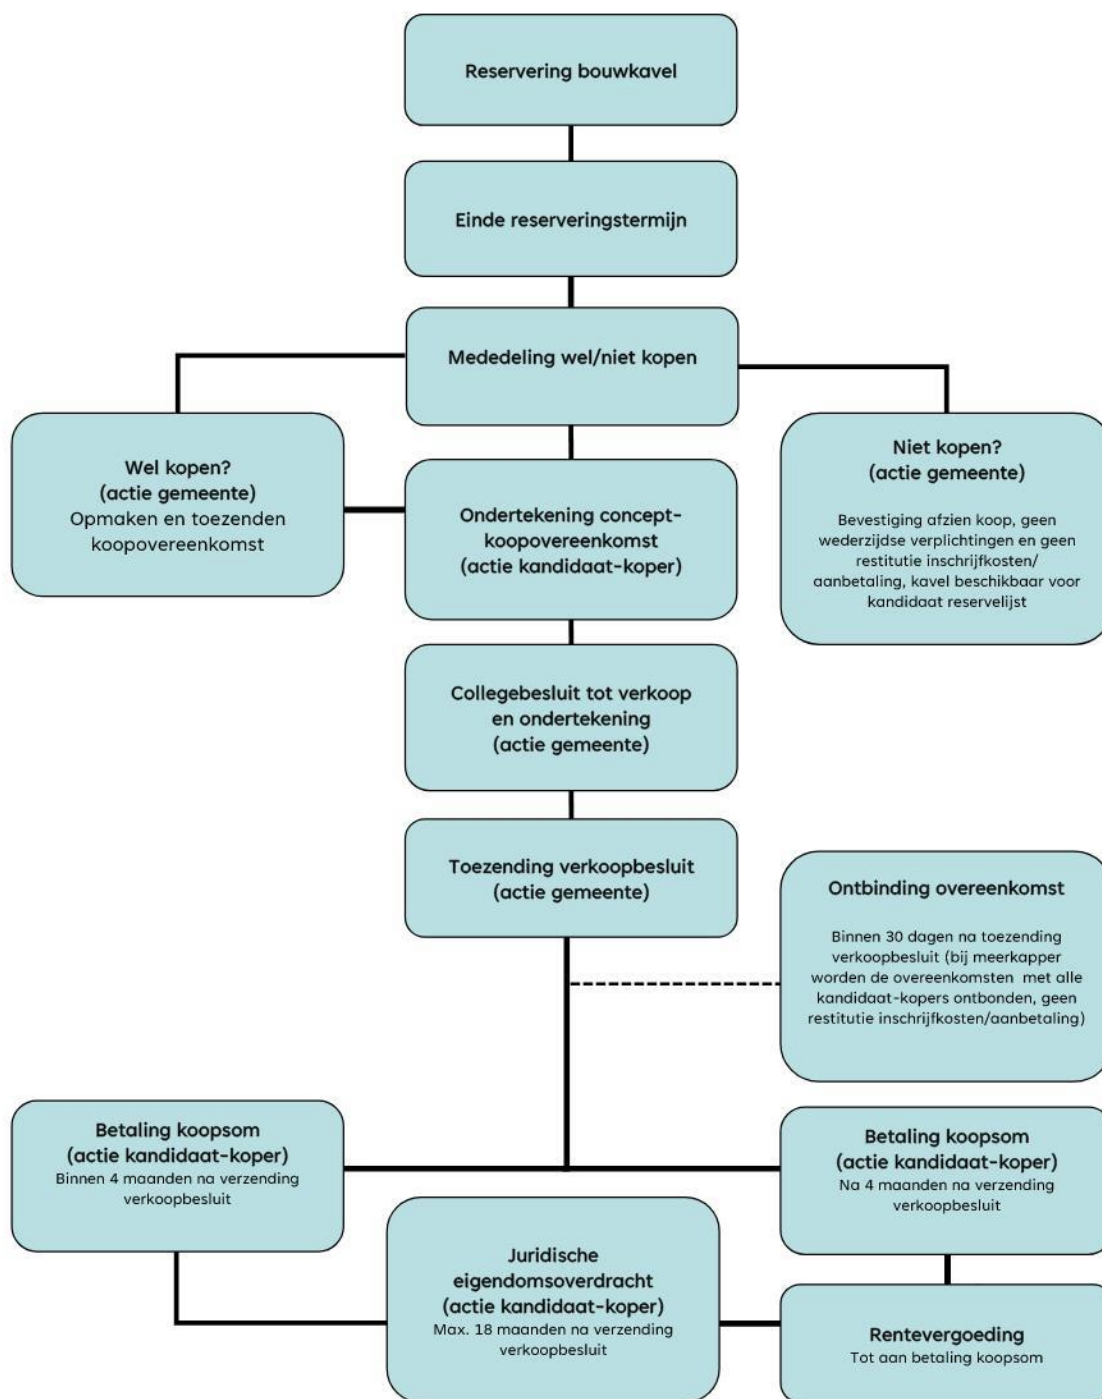 Reservering bouwkavel
Einde reserveringstermijn
Mededeling wel/niet kopen
Wel kopen?
(actie gemeente)
Opmaken en toezenden
koopovereenkomst
Ondertekening concept-
koopovereenkomst
(actie kandidaat-koper)
Niet kopen?
(actie gemeente)
Bevestiging afzien koop, geen
wederzijdse verplichtingen en geen
restitutie inschrijfkosten/
aanbetaling, kavel beschikbaar voor
kandidaat reservelijst
Collegebesluit tot verkoop
en ondertekening
(actie gemeente)
Toezending verkoopbesluit
(actie gemeente)
Ontbinding overeenkomst
Binnen 30 dagen na toezending
verkoopbesluit (bij meerkapper
worden de overeenkomsten met alle
kandidaat-kopers ontbonden, geen
restitutie inschrijfkosten/aanbetaling)
Betaling koopsom
(actie kandidaat-koper)
Binnen 4 maanden na verzending
verkoopbesluit
Betaling koopsom
(actie kandidaat-koper)
Na 4 maanden na verzending
verkoopbesluit
Juridische
eigendomsoverdracht
(actie kandidaat-koper)
Max. 18 maanden na verzending
verkoopbesluit
Rentevergoeding
Tot aan betaling koopsom